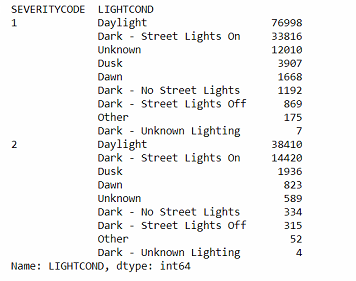 SEVERITYCODE  LIGHTCOND
1             Daylight                    76998
              Dark - Street Lights On     33816
              Unknown                     12010
              Dusk                         3907
              Dawn                         1668
              Dark - No Street Lights      1192
              Dark - Street Lights Off      869
              Other                         175
              Dark - Unknown Lighting         7
2             Daylight                    38410
              Dark - Street Lights On     14420
              Dusk                         1936
              Dawn                          823
              Unknown                       589
              Dark - No Street Lights       334
              Dark - Street Lights Off      315
              Other                          52
              Dark - Unknown Lighting         4
Name: LIGHTCOND, dtype: int64